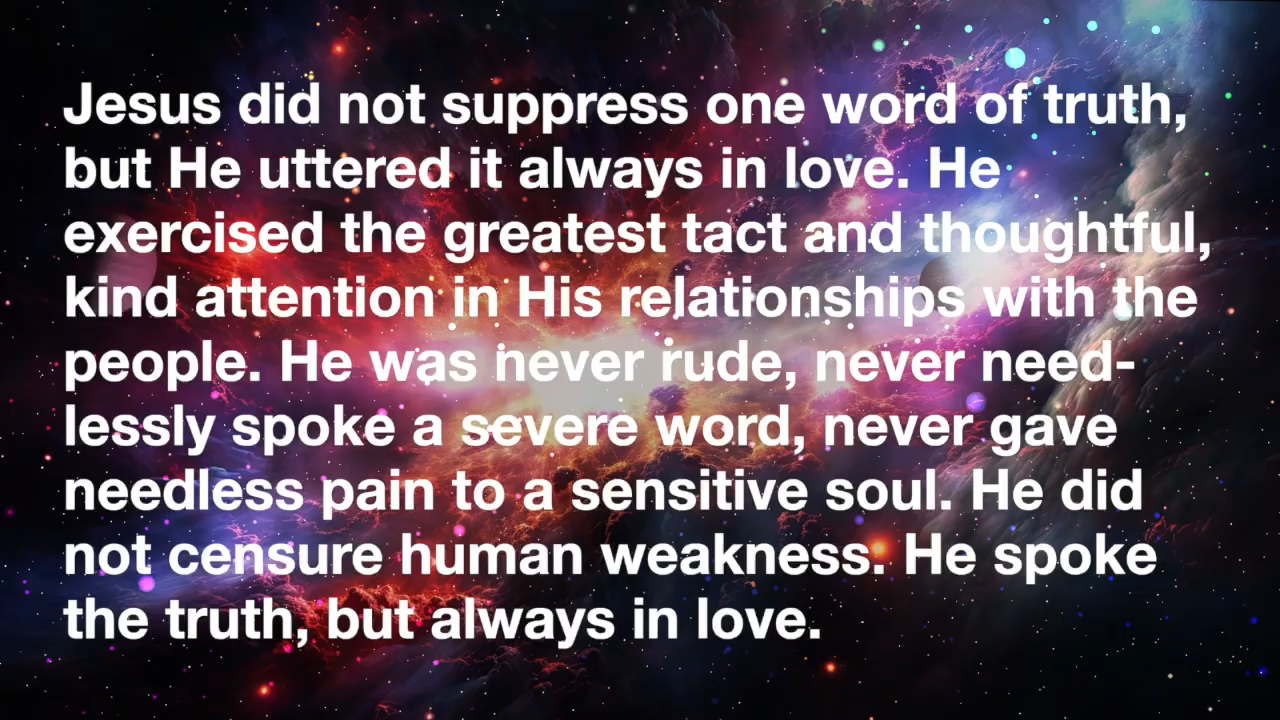 Jesus did not suppress one word of truth,
but He uttered it always in love. He
exercised the greatest tact and thoughtful,
kind attention in His relationships with the
people. He was never rude, never need-
lessly spoke a severe word, never gave
needless pain to a sensitive soul. He did
not censure human weakness. He spoke
the truth, but always in love.